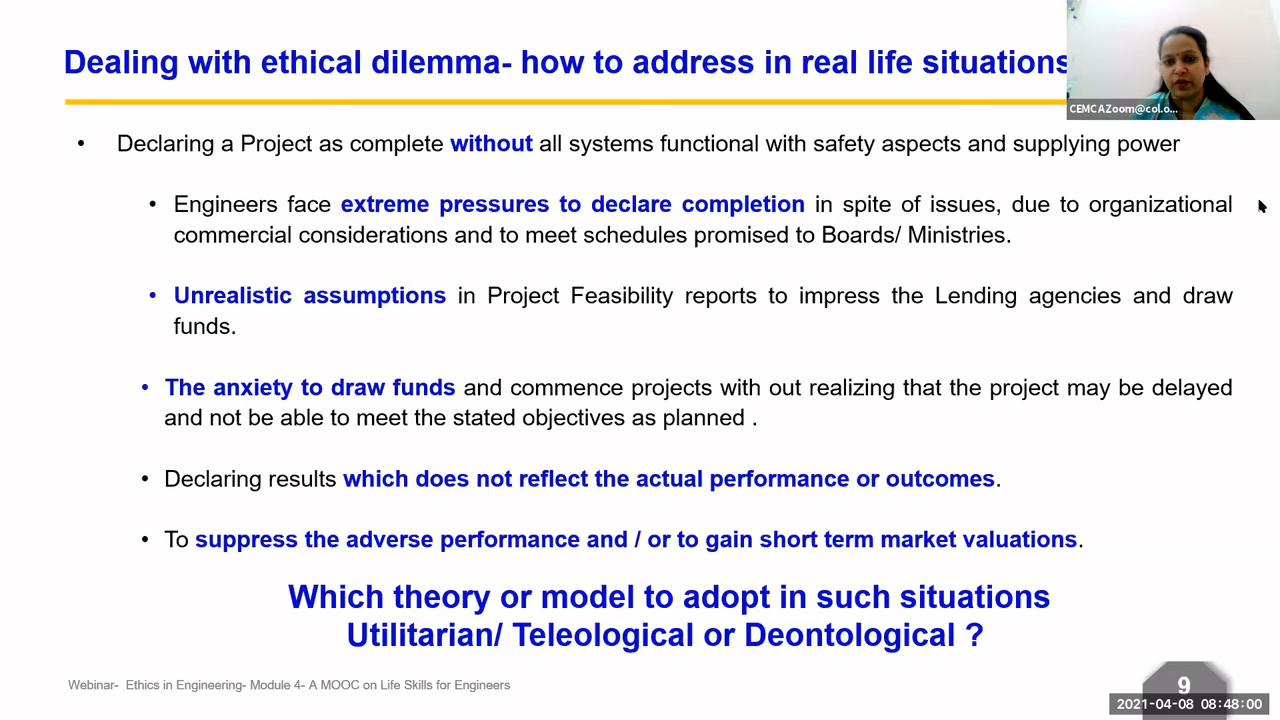 Dealing with ethical dilemma- how to address in real life situations
CEMCAZoom@col.o...
• Declaring a Project as complete without all systems functional with safety aspects and supplying power
• Engineers face extreme pressures to declare completion in spite of issues, due to organizational
commercial considerations and to meet schedules promised to Boards/ Ministries.
• Unrealistic assumptions in Project Feasibility reports to impress the Lending agencies and draw
funds.
• The anxiety to draw funds and commence projects with out realizing that the project may be delayed
and not be able to meet the stated objectives as planned .
• Declaring results which does not reflect the actual performance or outcomes.
• To suppress the adverse performance and / or to gain short term market valuations.
Which theory or model to adopt in such situations
Utilitarian/ Teleological or Deontological ?
Webinar- Ethics in Engineering- Module 4- A MOOC on Life Skills for Engineers
9
2021-04-08 08:48:00